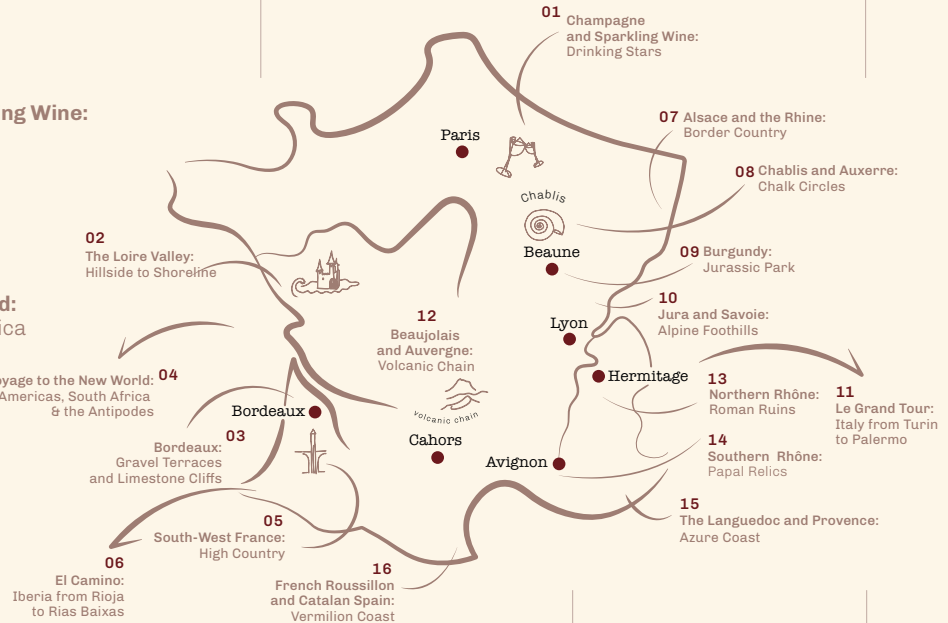 01
Champagne
and Sparkling Wine:
Drinking Stars
ng Wine:
Paris
07 Alsace and the Rhine:
Border Country
08 Chablis and Auxerre:
Chalk Circles
Chablis
02
The Loire Valley:
Hillside to Shoreline
Beaune
09 Burgundy:
Jurassic Park
d:
ica
10
Jura and Savoie:
Alpine Foothills
12
Beaujolais
and Auvergne:
Volcanic Chain
Lyon
oyage to the New World: 04
Americas, South Africa
& the Antipodes
Hermitage
13
Northern Rhône:
Roman Ruins
11
Le Grand Tour:
Italy from Turin
to Palermo
volcanic chain
Bordeaux
03
Bordeaux:
Gravel Terraces
and Limestone Cliffs
Cahors
Avignon
14
Southern Rhône:
Papal Relics
15
The Languedoc and Provence:
Azure Coast
05
South-West France:
High Country
06
El Camino:
Iberia from Rioja
to Rias Baixas
16
French Roussillon
and Catalan Spain:
Vermilion Coast